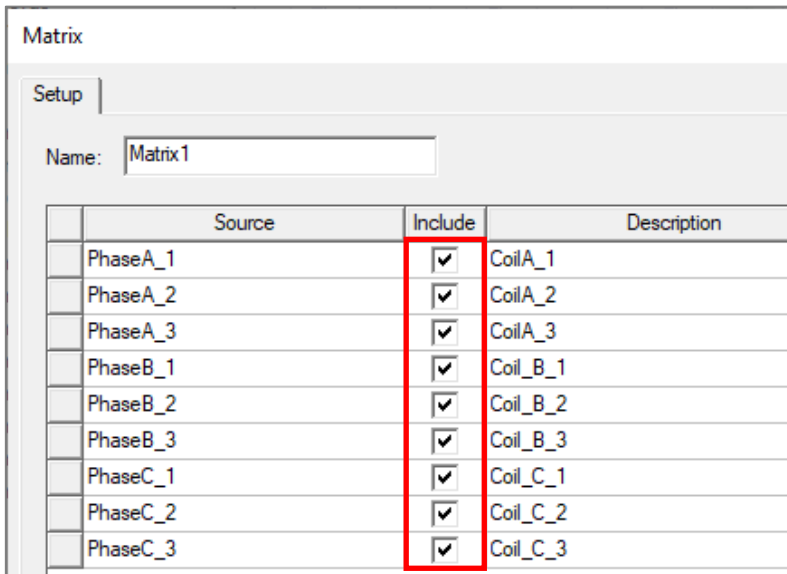 Matrix
Setup
Name: Matrix1
Source Include Description
PhaseA_1 CoilA_1
PhaseA_2 CoilA_2
PhaseA_3 CoilA_3
PhaseB_1 Coil_B_1
PhaseB_2 Coil_B_2
PhaseB_3 Coil_B_3
PhaseC_1 Coil_C_1
PhaseC_2 Coil_C_2
PhaseC_3 Coil_C_3